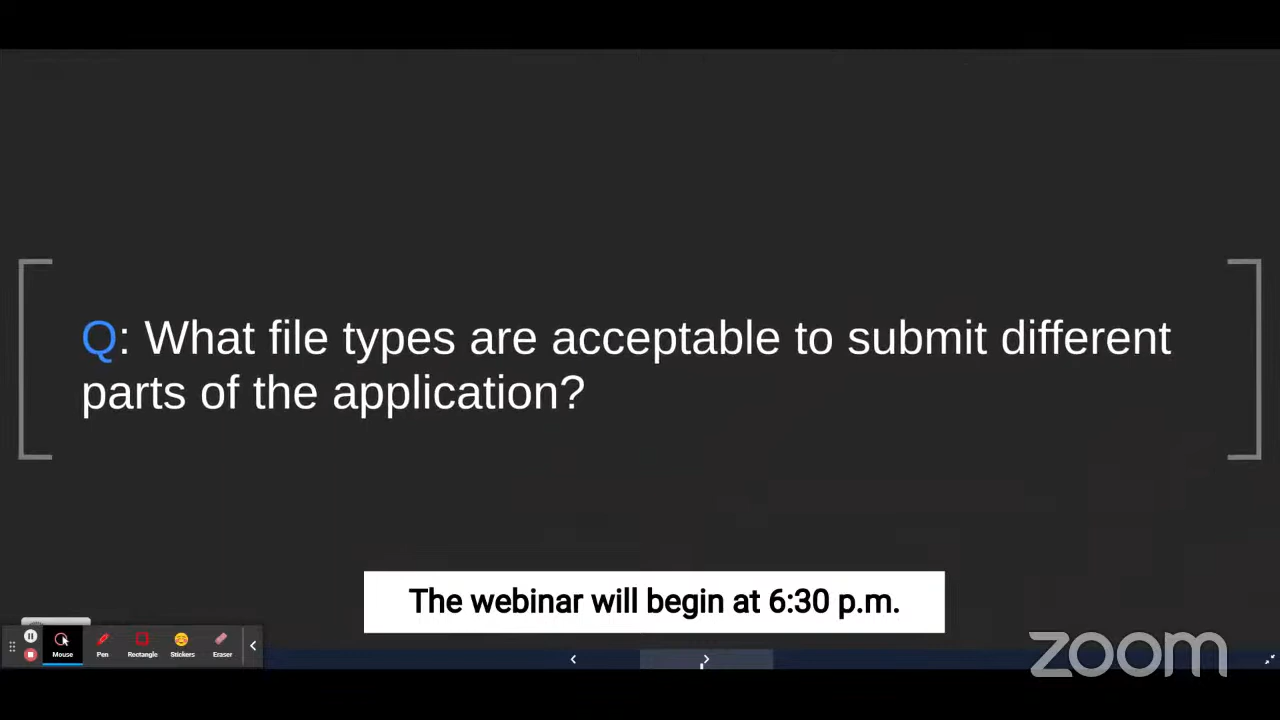 Q: What file types are acceptable to submit different
parts of the application?
The webinar will begin at 6:30 p.m.
Mouse
Pen
Rectangle
Stickers
Eraser
zoom